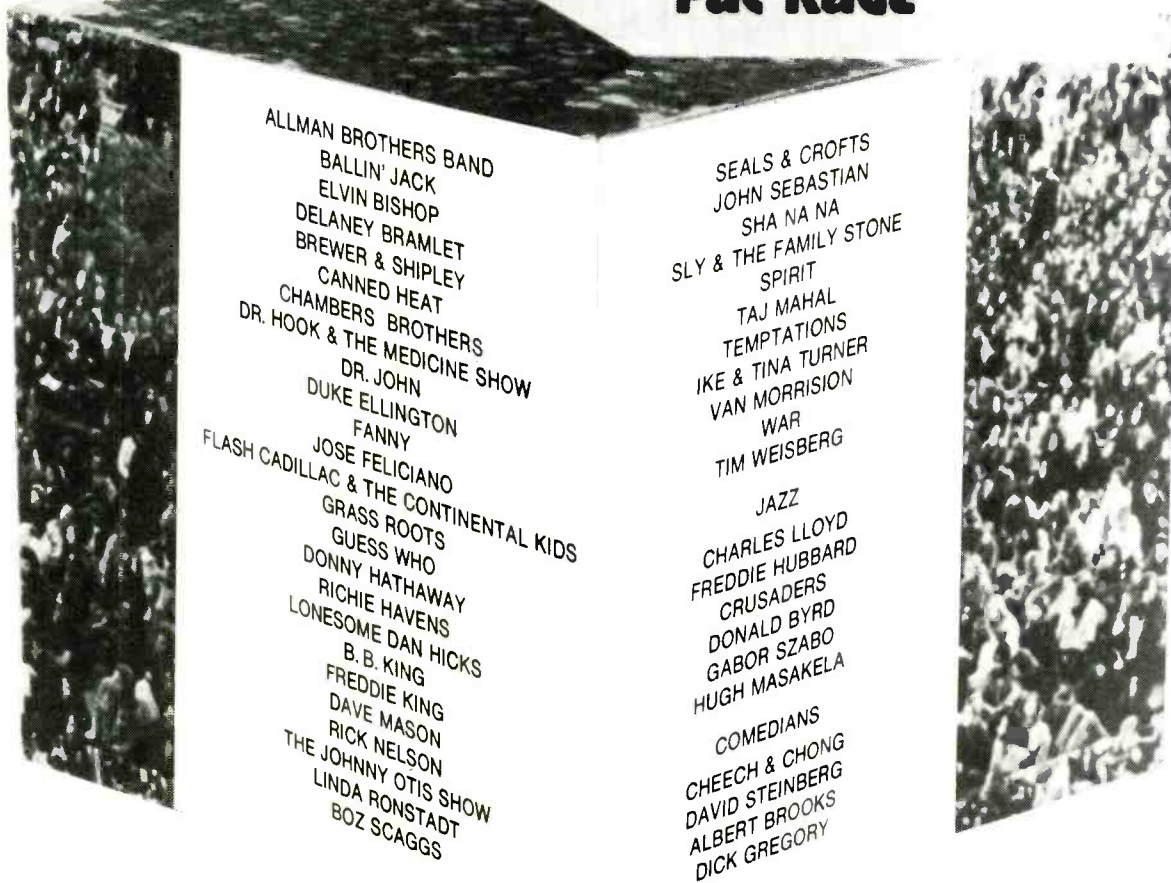 ALLMAN BROTHERS BAND
BALLIN' JACK
ELVIN BISHOP
DELANEY BRAMLET
BREWER & SHIPLEY
CANNED HEAT
CHAMBERS BROTHERS
DR. HOOK & THE MEDICINE SHOW
DR. JOHN
DUKE ELLINGTON
FANNY
JOSE FELICIANO
FLASH CADILLAC & THE CONTINENTAL KIDS
GRASS ROOTS
GUESS WHO
DONNY HATHAWAY
RICHIE HAVENS
LONESOME DAN HICKS
B. B. KING
FREDDIE KING
DAVE MASON
RICK NELSON
THE JOHNNY OTIS SHOW
LINDA RONSTADT
BOZ SCAGGS
SEALS & CROFTS
JOHN SEBASTIAN
SHA NA NA
SLY & THE FAMILY STONE
SPIRIT
TAJ MAHAL
TEMPTATIONS
IKE & TINA TURNER
VAN MORRISION
WAR
TIM WEISBERG
JAZZ
CHARLES LLOYD
FREDDIE HUBBARD
CRUSADERS
DONALD BYRD
GABOR SZABO
HUGH MASAKELA
COMEDIANS
CHEECH & CHONG
DAVID STEINBERG
ALBERT BROOKS
DICK GREGORY